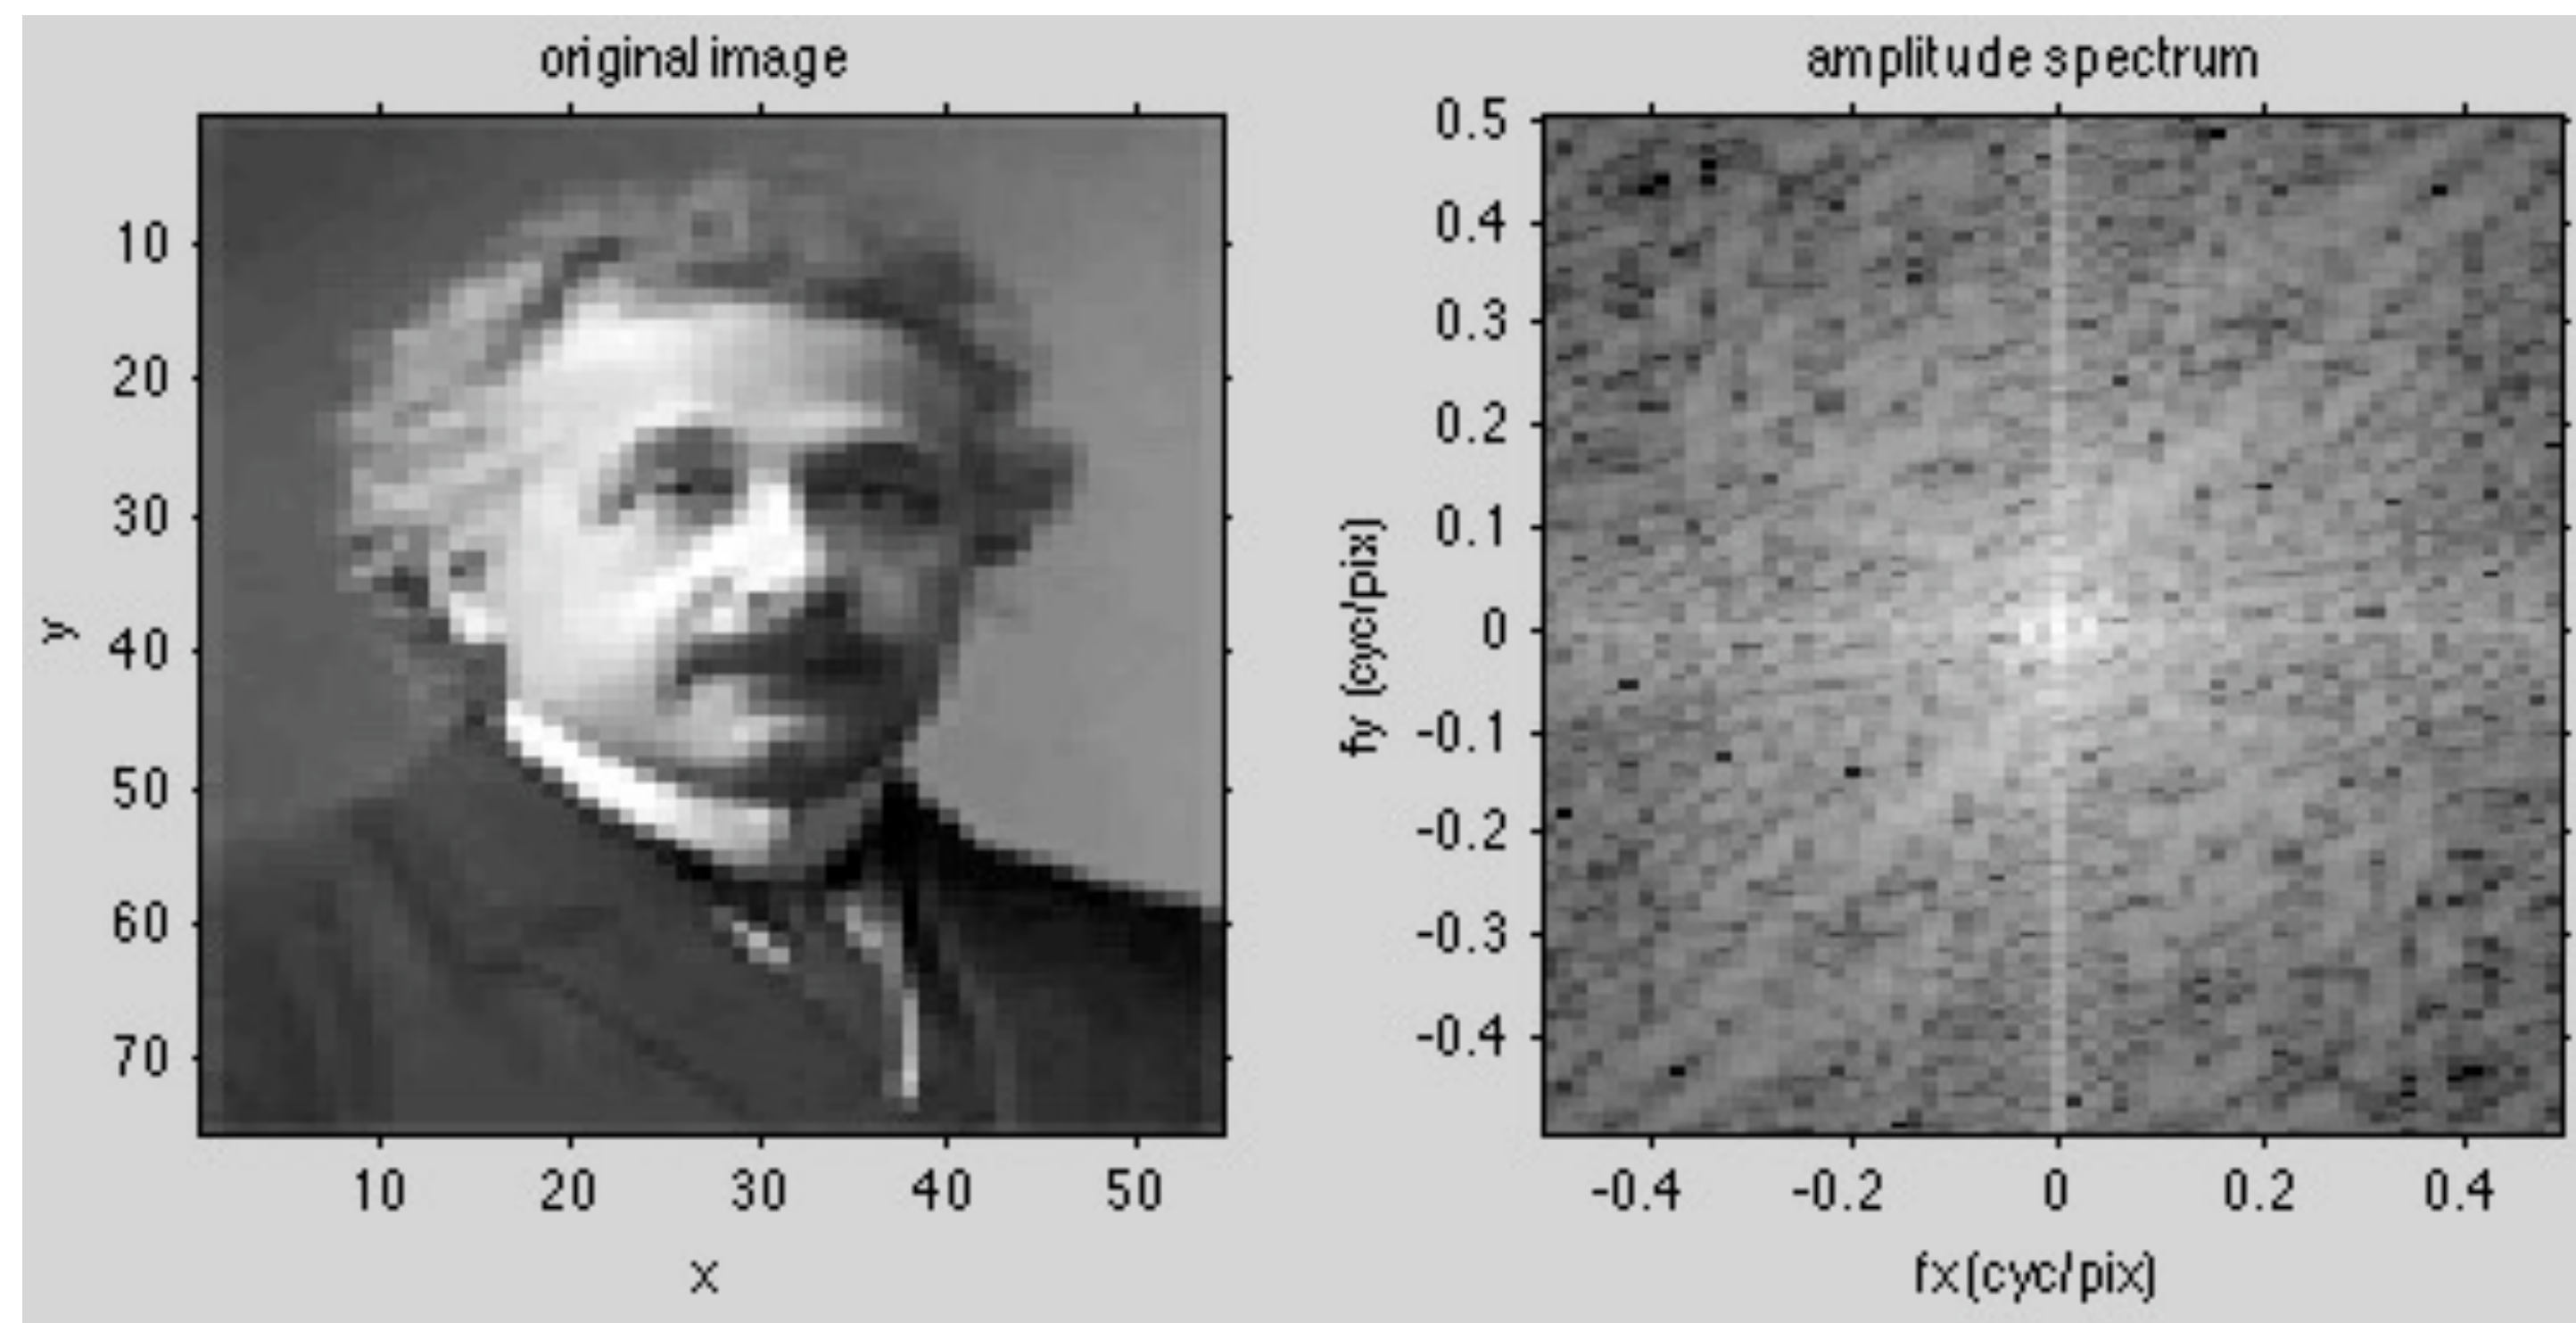 original image
10
20
30
40
50
60
70
y
10 20 30 40 50
x
amplitude spectrum
0.5
0.4
0.3
0.2
0.1
0
-0.1
-0.2
-0.3
-0.4
fy (cyc/pix)
-0.4 -0.2 0 0.2 0.4
fx (cyc/pix)